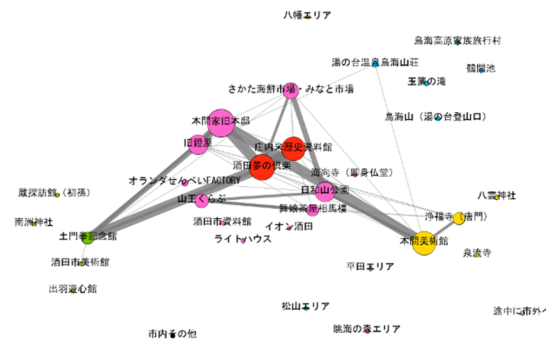 八幡エリア
鳥海高原家族旅行村
湯の台温泉鳥海山荘
鶴間池
玉簾の滝
さかた海鮮市場・みなと市場
鳥海山（湯の台登山口）
本間家旧本邸
旧鐙屋
庄内米歴史資料館
酒田夢の倶楽
海向寺（即身仏堂）
オランダせんべいFACTORY
日和山公園
蔵探訪館（初孫）
山王くらぶ
八雲神社
舞娘茶屋相馬樓
浄福寺（唐門）
南洲神社
酒田市資料館
イオン酒田
土門拳記念館
ライトハウス
本間美術館
泉流寺
酒田市美術館
平田エリア
出羽遊心館
松山エリア
途中に市外へ
眺海の森エリア
市内その他